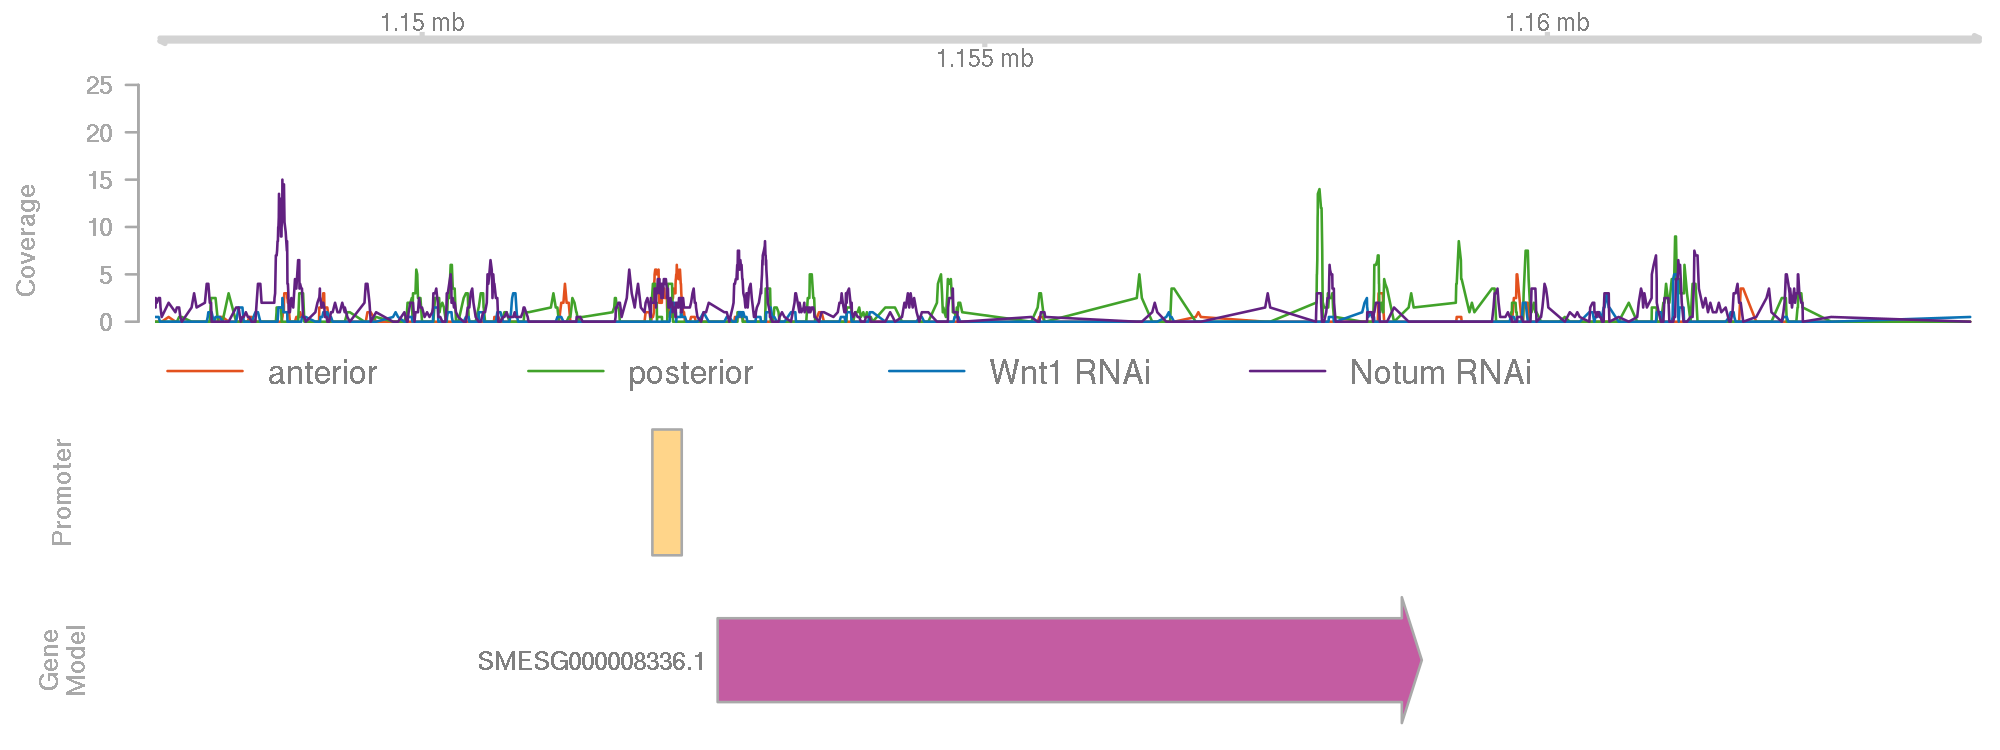 1.15 mb
1.16 mb
1.155 mb
25
20
15
10
5
0
Coverage
anterior
posterior
Wnt1 RNAi
Notum RNAi
Promoter
Gene
Model
SMESG000008336.1